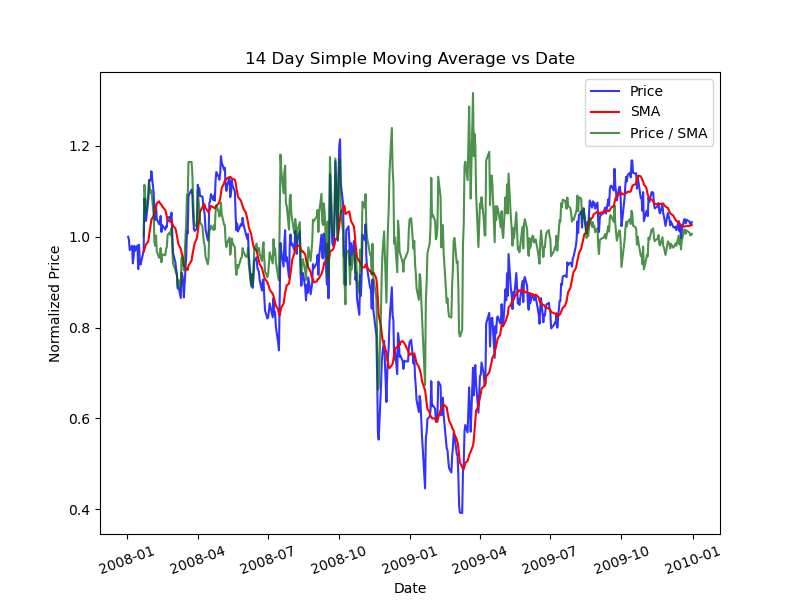 14 Day Simple Moving Average vs Date
Price
SMA
Price / SMA
Normalized Price
1.2
1.0
0.8
0.6
0.4
2008-01
2008-04
2008-07
2008-10
2009-01
2009-04
2009-07
2009-10
2010-01
Date